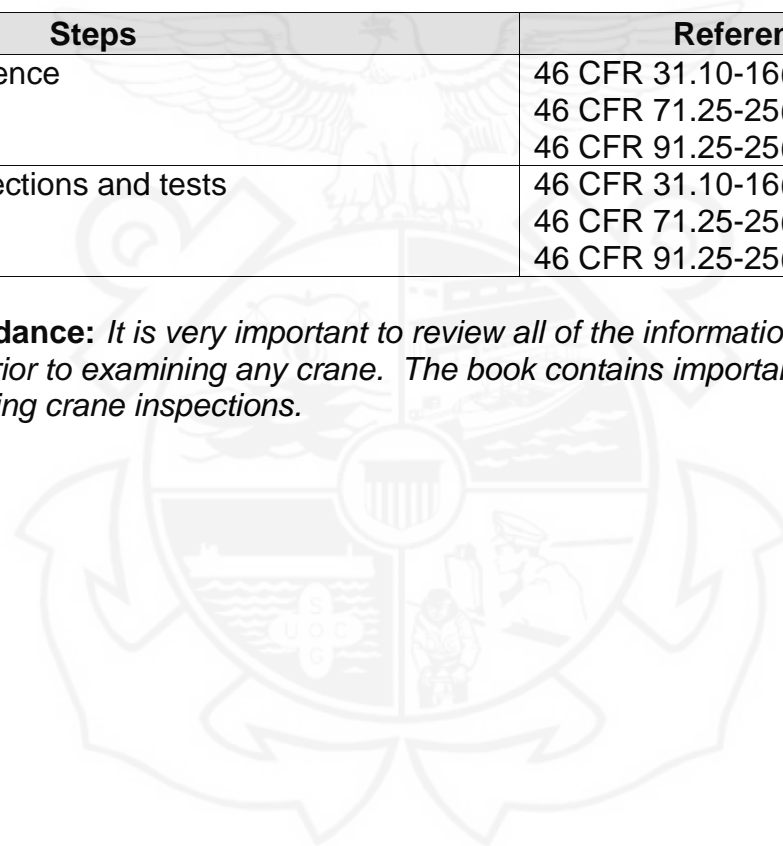 Steps Referen
ence 46 CFR 31.10-16(
46 CFR 71.25-25(
46 CFR 91.25-25(
ections and tests 46 CFR 31.10-16(
46 CFR 71.25-25(
46 CFR 91.25-25(
dance: It is very important to review all of the informatio
rior to examining any crane. The book contains importan
ing crane inspections.
S
U O C
G